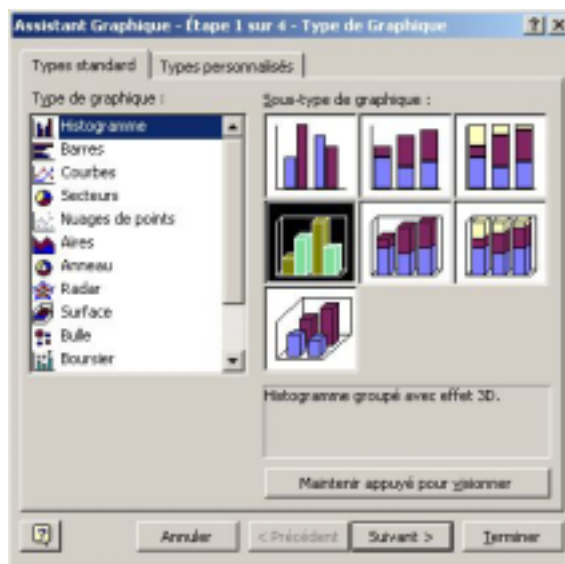 Assistant Graphique - Étape 1 sur 4 - Type de Graphique
Types standard
Types personnalisés
Type de graphique :
Histogramme
Barres
Courbes
Secteurs
Nuages de points
Aires
Anneau
Radar
Surface
Bulle
Boursier
Sous-type de graphique :
Histogramme groupé avec effet 3D.
Maintenir appuyé pour visionner
Annuler
< Précédent
Suivant >
Terminer